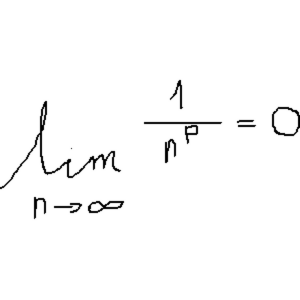 lim 1/n^p = 0
n→∞